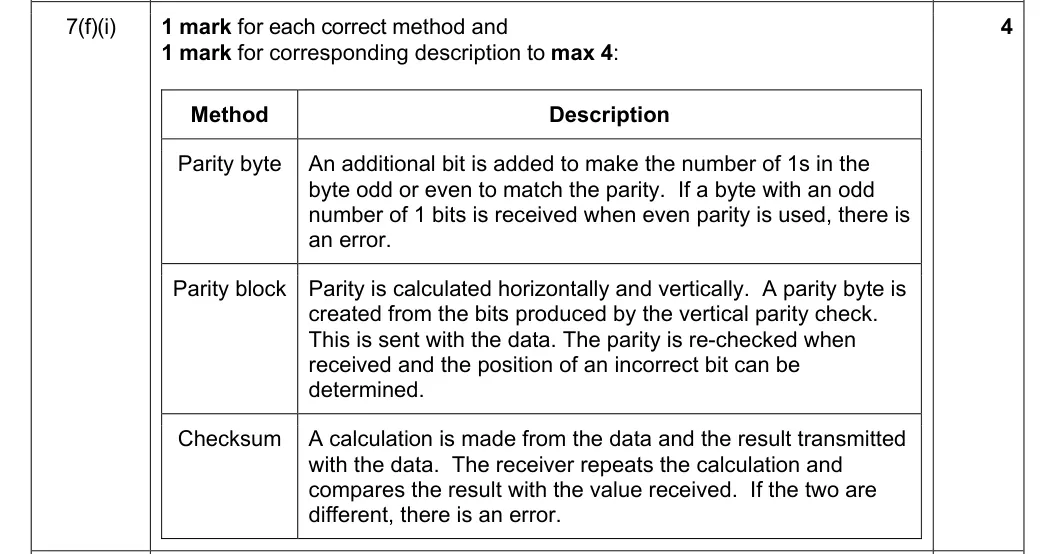 7(f)(i)
1 mark for each correct method and
1 mark for corresponding description to max 4:
4
Method
Description
Parity byte
An additional bit is added to make the number of 1s in the
byte odd or even to match the parity.  If a byte with an odd
number of 1 bits is received when even parity is used, there is
an error.
Parity block
Parity is calculated horizontally and vertically.  A parity byte is
created from the bits produced by the vertical parity check.
This is sent with the data. The parity is re-checked when
received and the position of an incorrect bit can be
determined.
Checksum
A calculation is made from the data and the result transmitted
with the data.  The receiver repeats the calculation and
compares the result with the value received.  If the two are
different, there is an error.